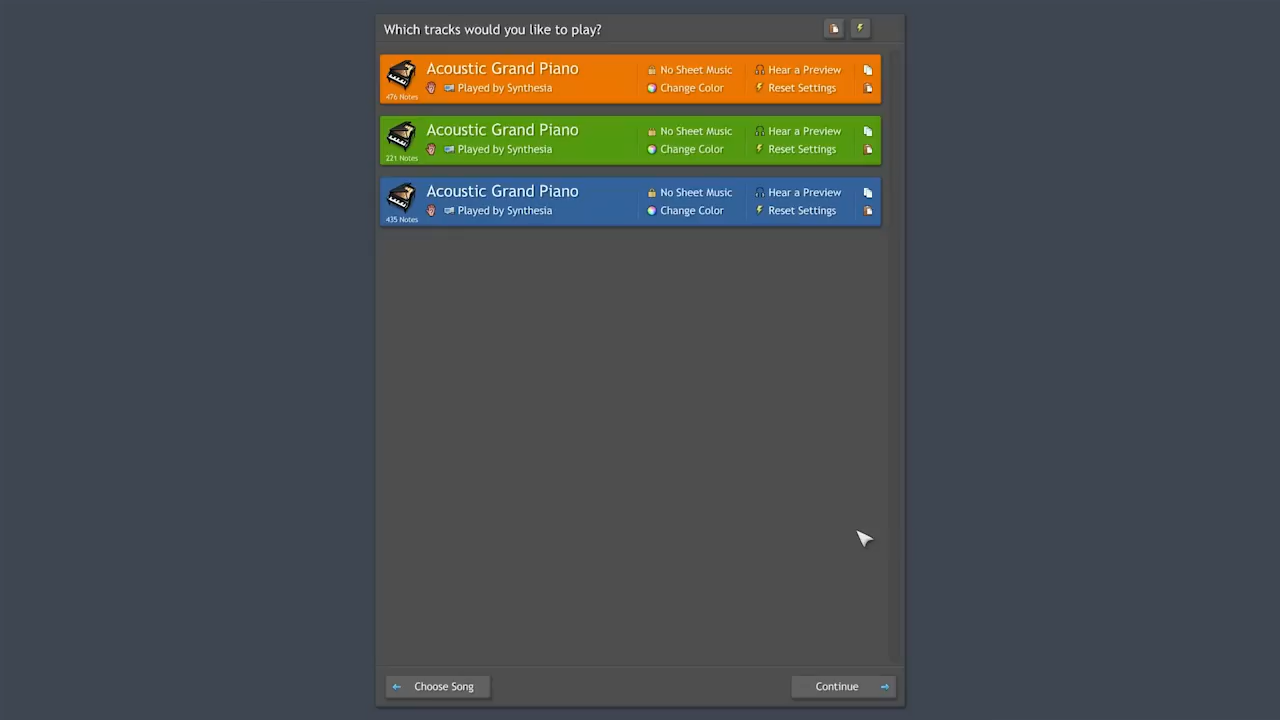 Which tracks would you like to play?
Acoustic Grand Piano
No Sheet Music
Hear a Preview
476 Notes
Played by Synthesia
Change Color
Reset Settings
Acoustic Grand Piano
No Sheet Music
Hear a Preview
221 Notes
Played by Synthesia
Change Color
Reset Settings
Acoustic Grand Piano
No Sheet Music
Hear a Preview
435 Notes
Played by Synthesia
Change Color
Reset Settings
Choose Song
Continue